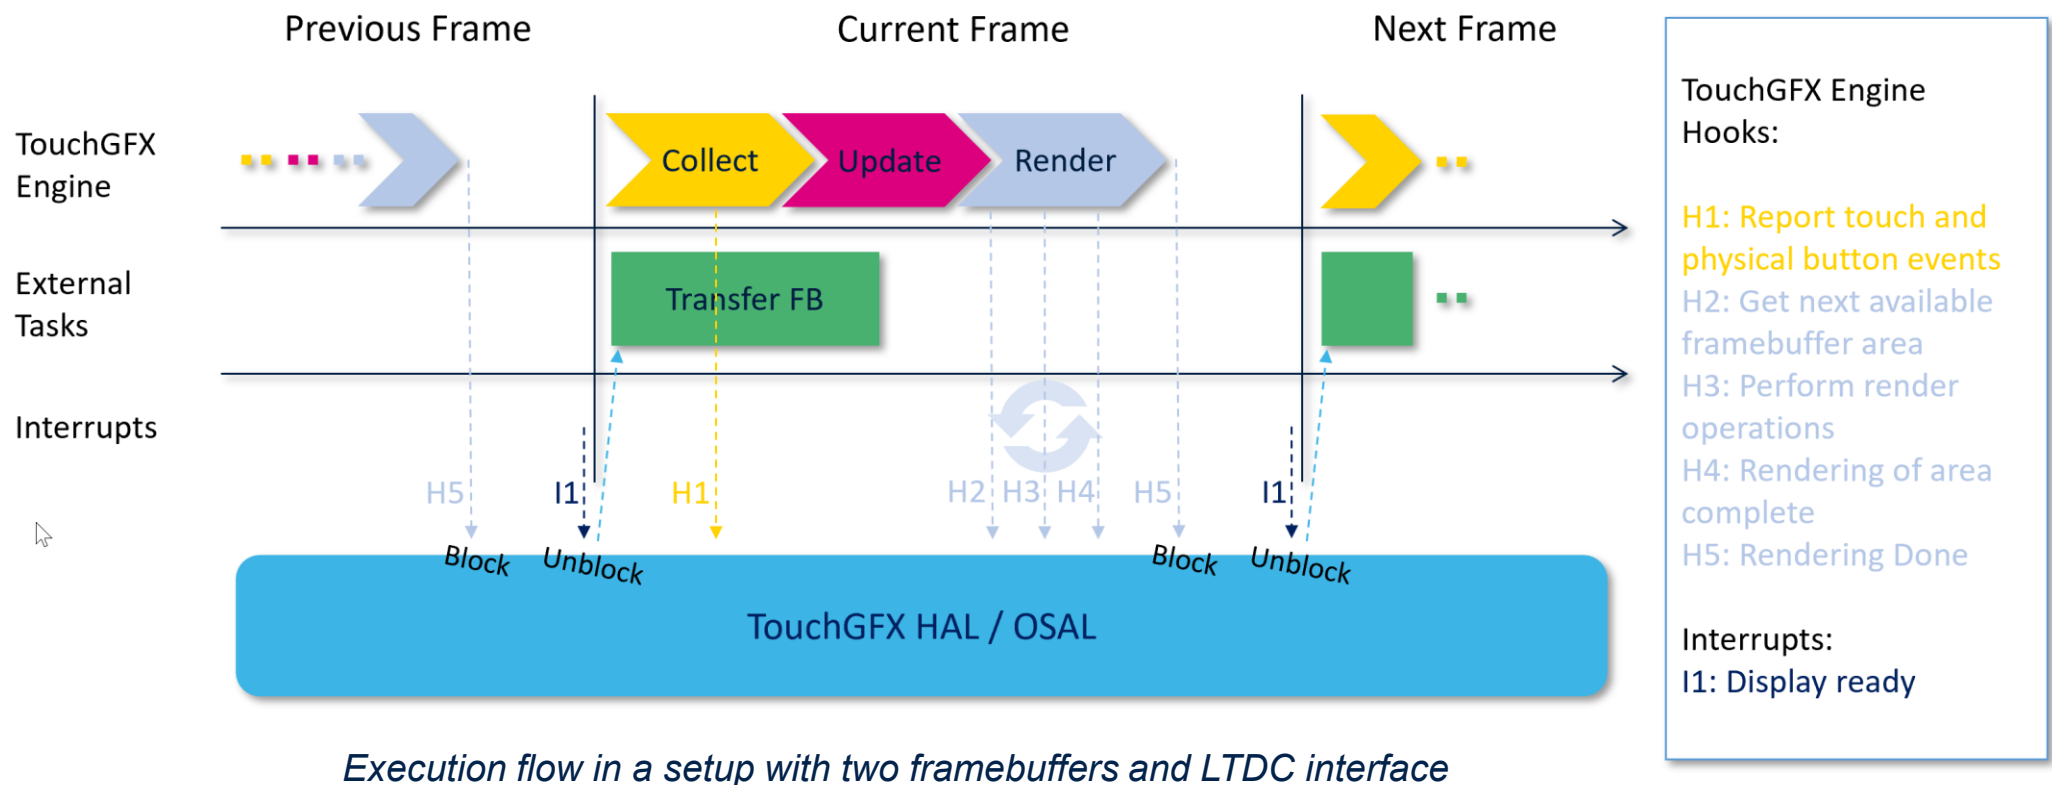 Previous Frame
Current Frame
Next Frame
TouchGFX
Engine
Collect
Update
Render
External
Tasks
Transfer FB
Interrupts
H5
I1
H1
H2
H3
H4
H5
I1
Block
Unblock
Block
Unblock
TouchGFX HAL / OSAL
TouchGFX Engine
Hooks:
H1: Report touch and
physical button events
H2: Get next available
framebuffer area
H3: Perform render
operations
H4: Rendering of area
complete
H5: Rendering Done
Interrupts:
I1: Display ready
Execution flow in a setup with two framebuffers and LTDC interface